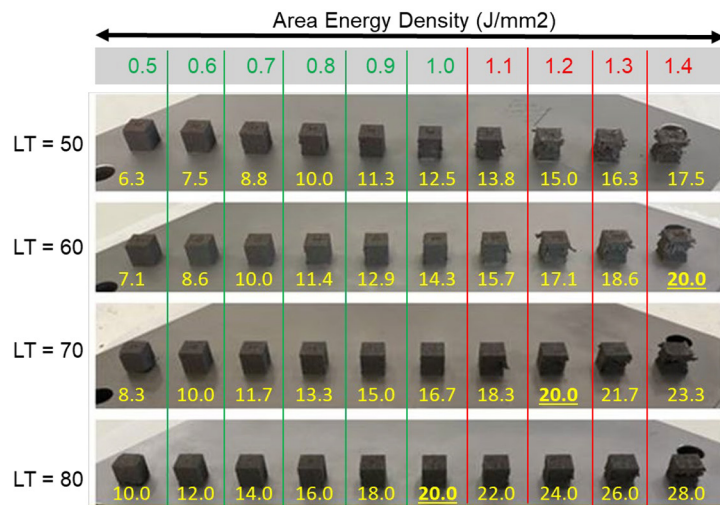 Area Energy Density (J/mm2)
0.5 0.6 0.7 0.8 0.9 1.0 1.1 1.2 1.3 1.4
LT = 50
6.3 7.5 8.8 10.0 11.3 12.5 13.8 15.0 16.3 17.5
LT = 60
7.1 8.6 10.0 11.4 12.9 14.3 15.7 17.1 18.6 20.0
LT = 70
8.3 10.0 11.7 13.3 15.0 16.7 18.3 20.0 21.7 23.3
LT = 80
10.0 12.0 14.0 16.0 18.0 20.0 22.0 24.0 26.0 28.0